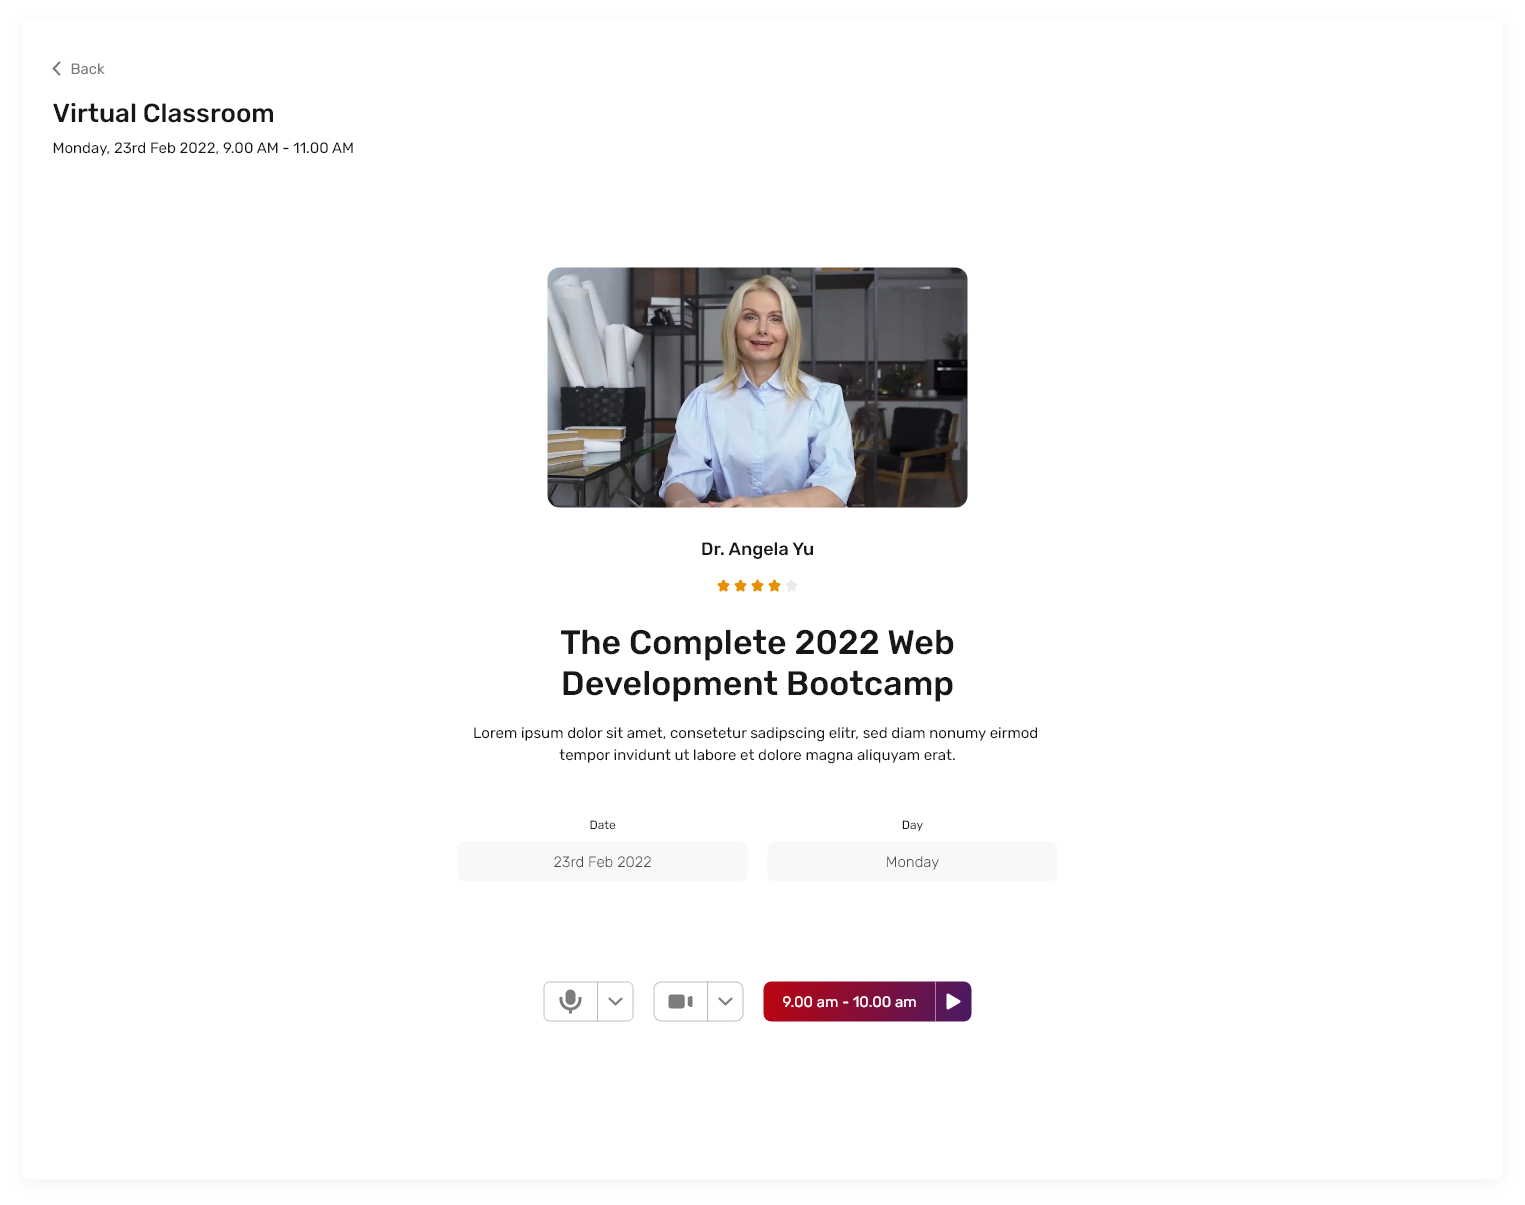 Back
Virtual Classroom
Monday, 23rd Feb 2022, 9.00 AM - 11.00 AM
Dr. Angela Yu
The Complete 2022 Web
Development Bootcamp
Lorem ipsum dolor sit amet, consetetur sadipscing elitr, sed diam nonumy eirmod
tempor invidunt ut labore et dolore magna aliquyam erat.
Date
Day
23rd Feb 2022
Monday
9.00 am - 10.00 am